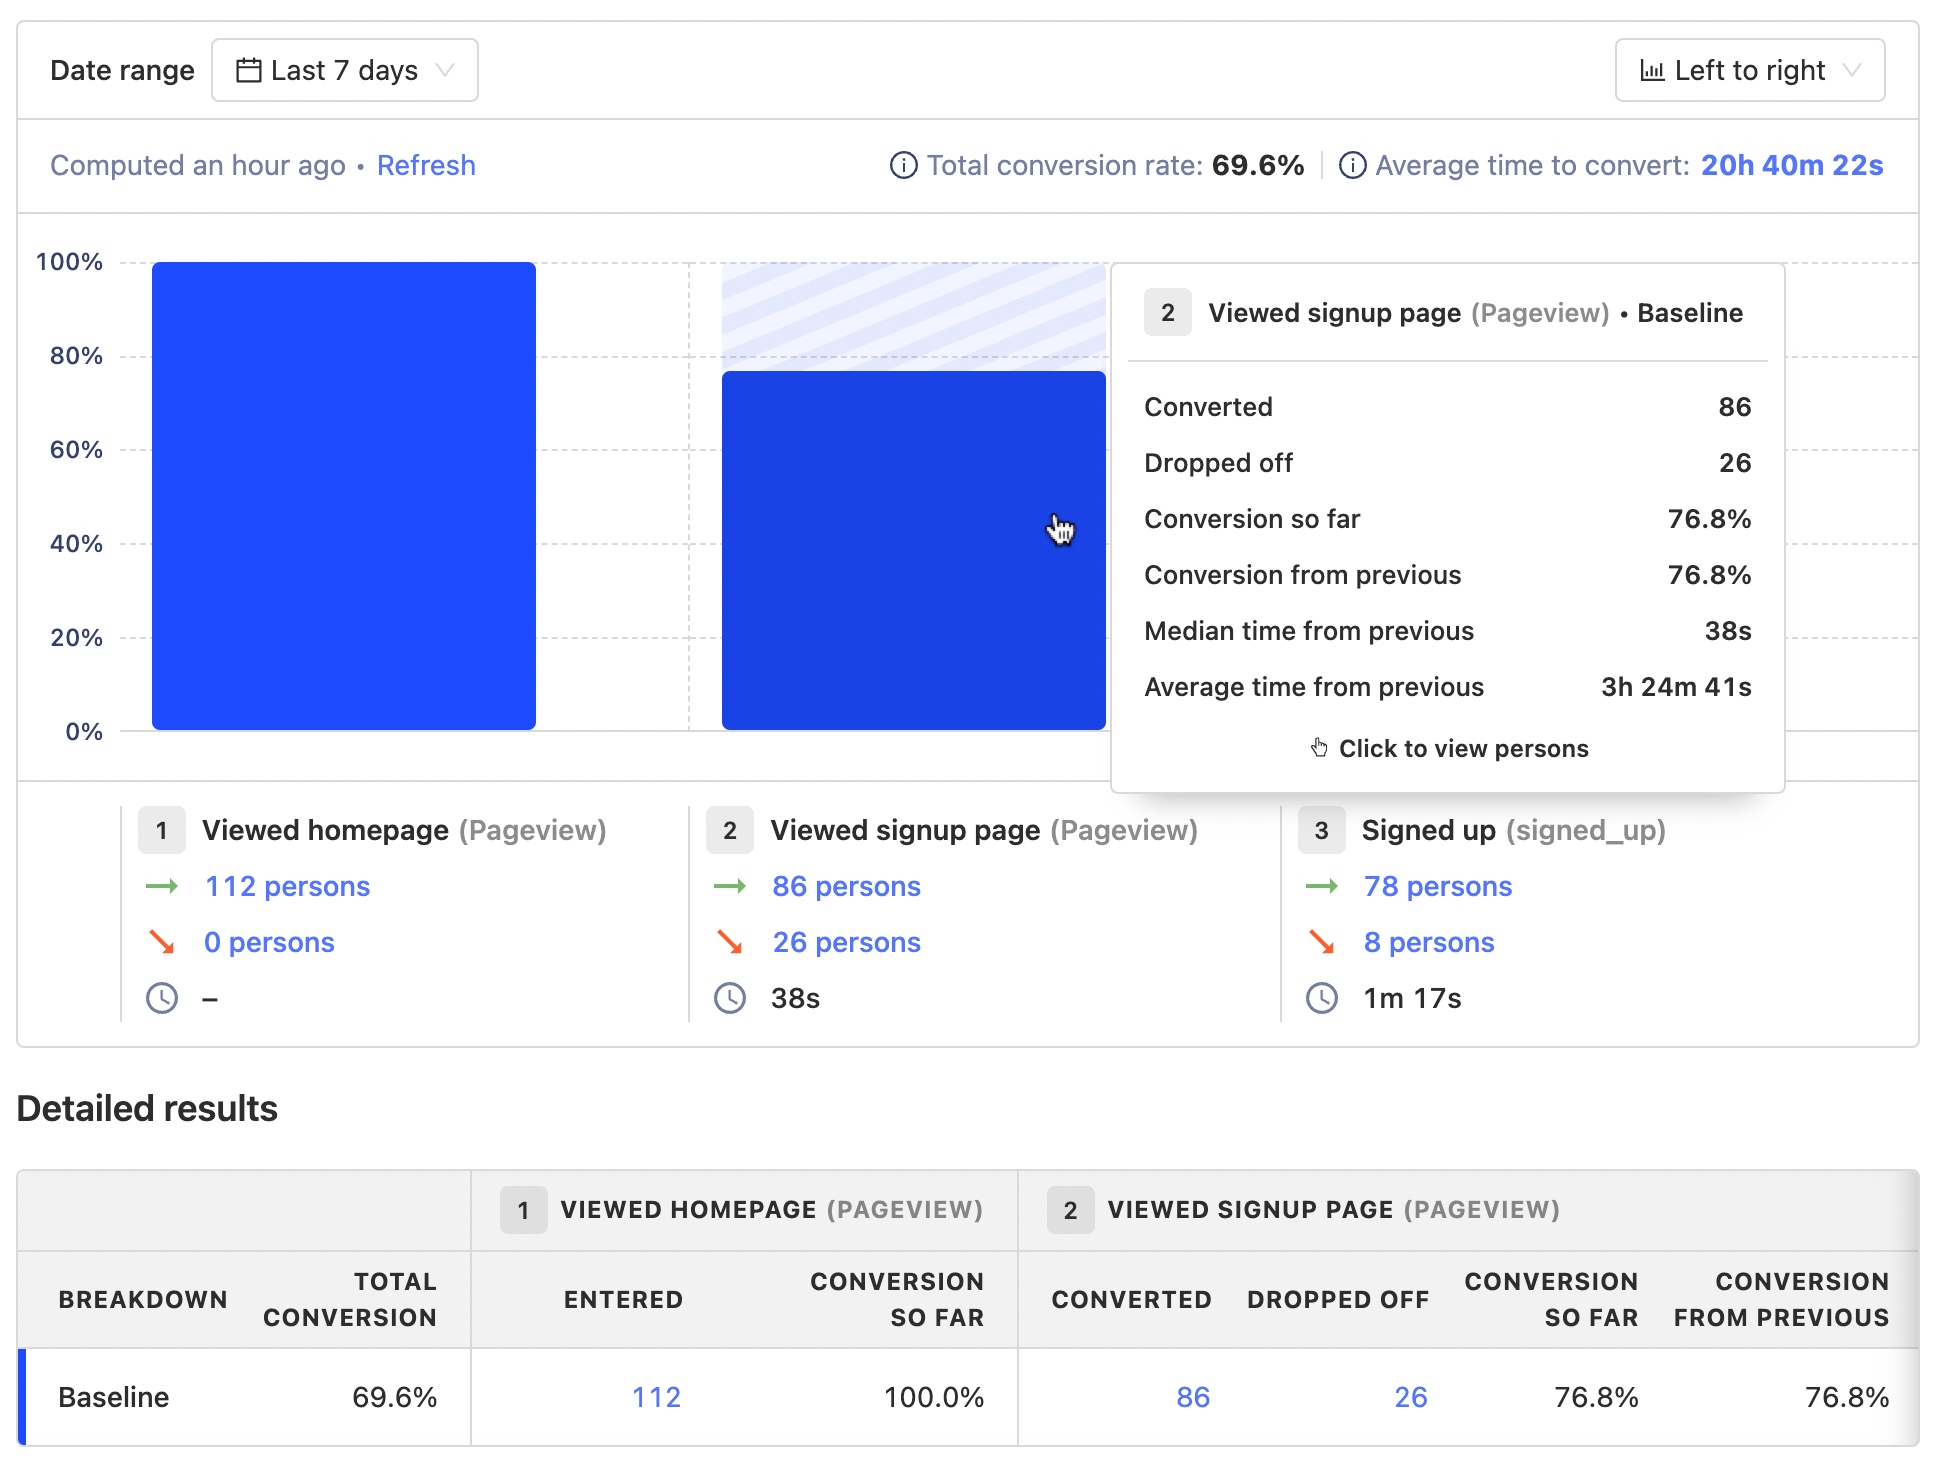 Date range Last 7 days Left to right
Computed an hour ago • Refresh Total conversion rate: 69.6% Average time to convert: 20h 40m 22s
100%
80%
60%
40%
20%
0%
2 Viewed signup page (Pageview) • Baseline
Converted 86
Dropped off 26
Conversion so far 76.8%
Conversion from previous 76.8%
Median time from previous 38s
Average time from previous 3h 24m 41s
Click to view persons
1 Viewed homepage (Pageview)
112 persons
0 persons
–
2 Viewed signup page (Pageview)
86 persons
26 persons
38s
3 Signed up (signed_up)
78 persons
8 persons
1m 17s
Detailed results
1 VIEWED HOMEPAGE (PAGEVIEW) 2 VIEWED SIGNUP PAGE (PAGEVIEW)
BREAKDOWN TOTAL CONVERSION ENTERED CONVERSION SO FAR CONVERTED DROPPED OFF CONVERSION SO FAR CONVERSION FROM PREVIOUS
Baseline 69.6% 112 100.0% 86 26 76.8% 76.8%